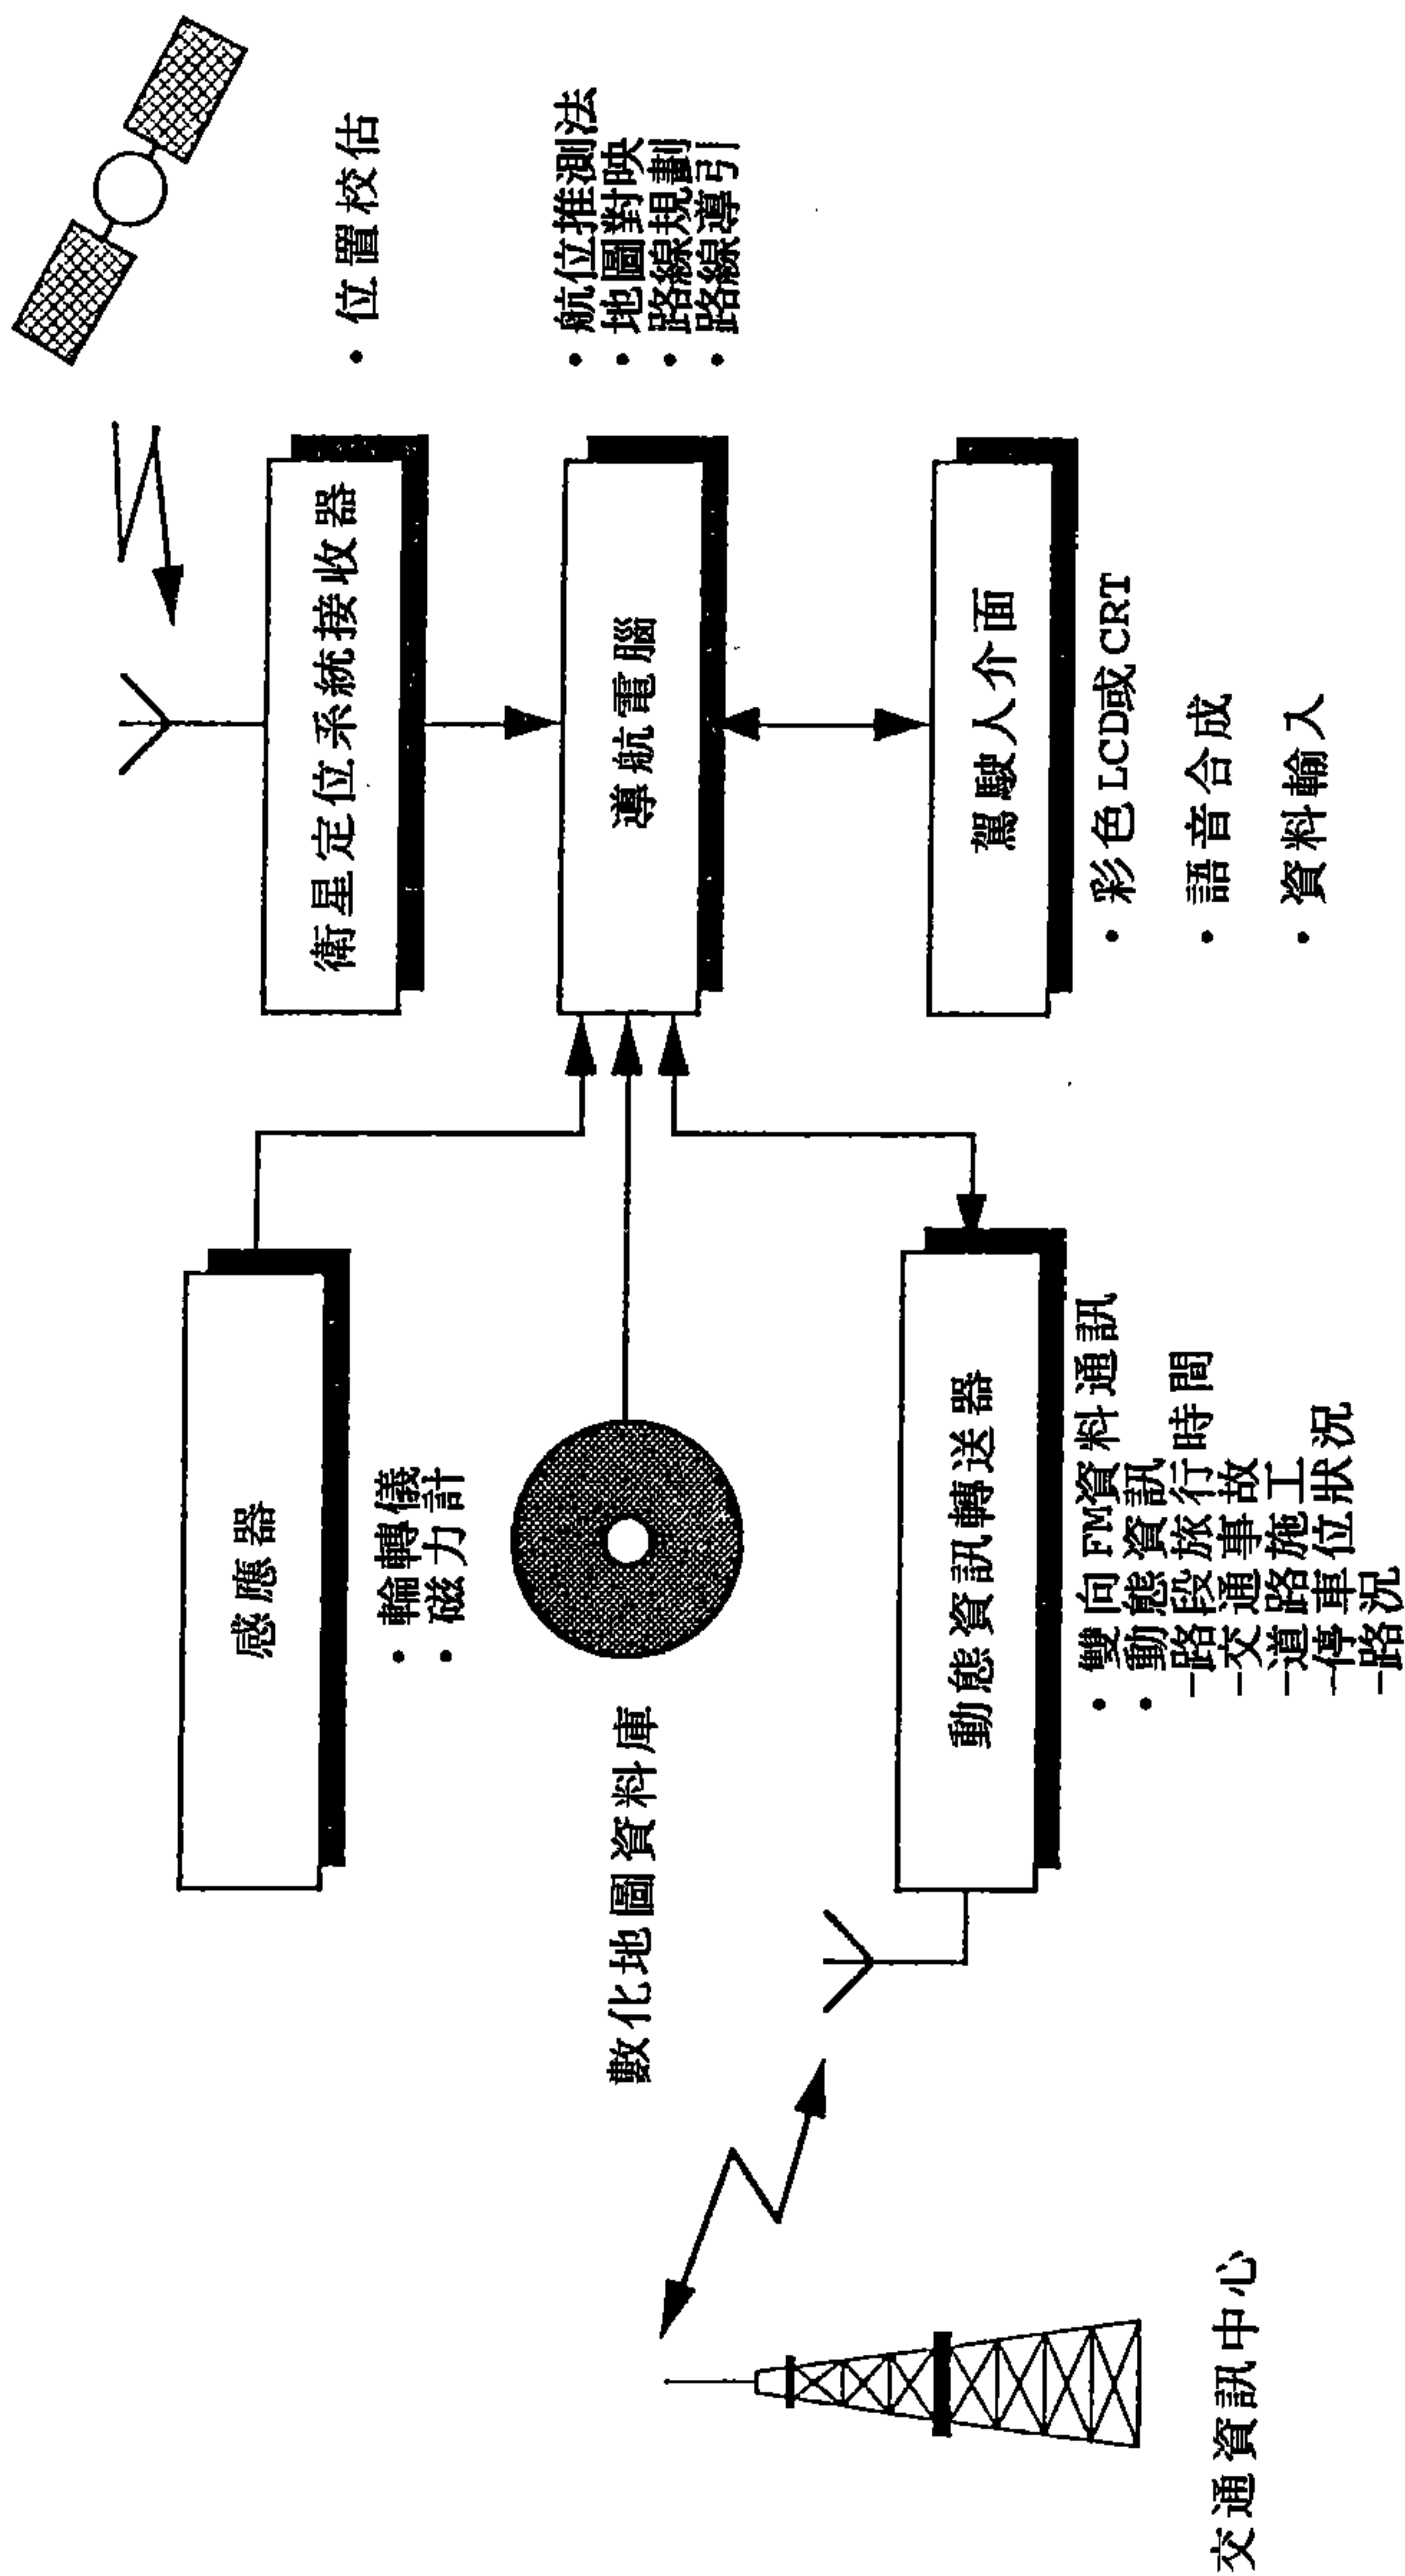 感應器
• 輪轉儀
• 磁力計
數化地圖資料庫
動態資訊轉送器
• 雙向FM資料通訊
• 動態資訊
–路段旅行時間
–交通事故
–道路施工
–停車位狀況
–路況
交通資訊中心
衛星定位系統接收器
• 位置校估
導航電腦
• 航位推測法
• 地圖對映
• 路線規劃
• 路線導引
駕駛人介面
• 彩色LCD或CRT
• 語音合成
• 資料輸入